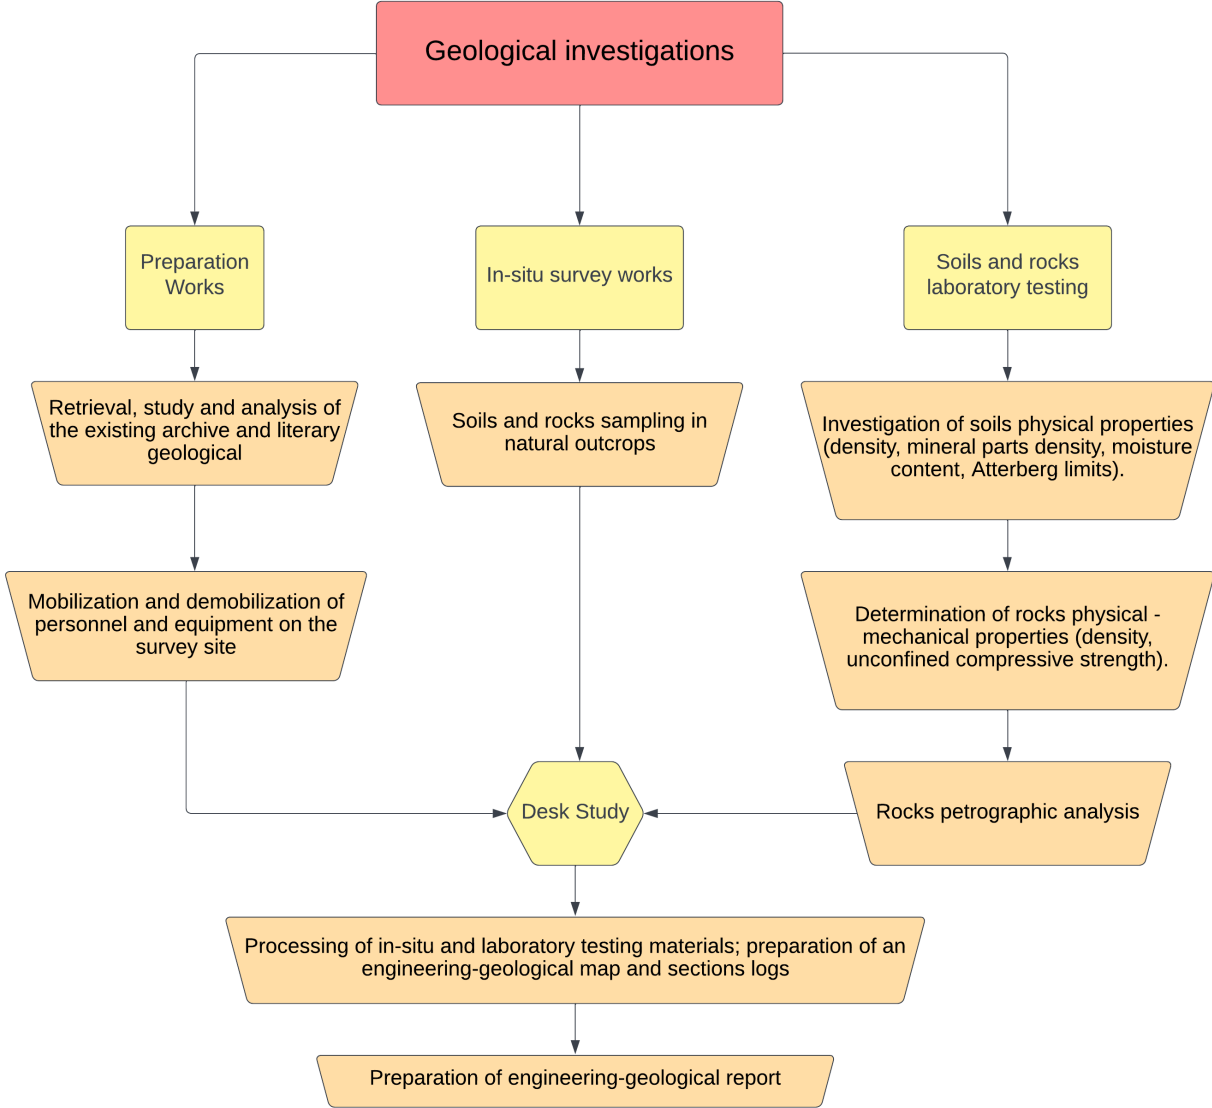 Geological investigations
Preparation
Works
In-situ survey works
Soils and rocks
laboratory testing
Retrieval, study and analysis of
the existing archive and literary
geological
Soils and rocks sampling in
natural outcrops
Investigation of soils physical properties
(density, mineral parts density, moisture
content, Atterberg limits).
Mobilization and demobilization of
personnel and equipment on the
survey site
Determination of rocks physical -
mechanical properties (density,
unconfined compressive strength).
Desk Study
Rocks petrographic analysis
Processing of in-situ and laboratory testing materials; preparation of an
engineering-geological map and sections logs
Preparation of engineering-geological report